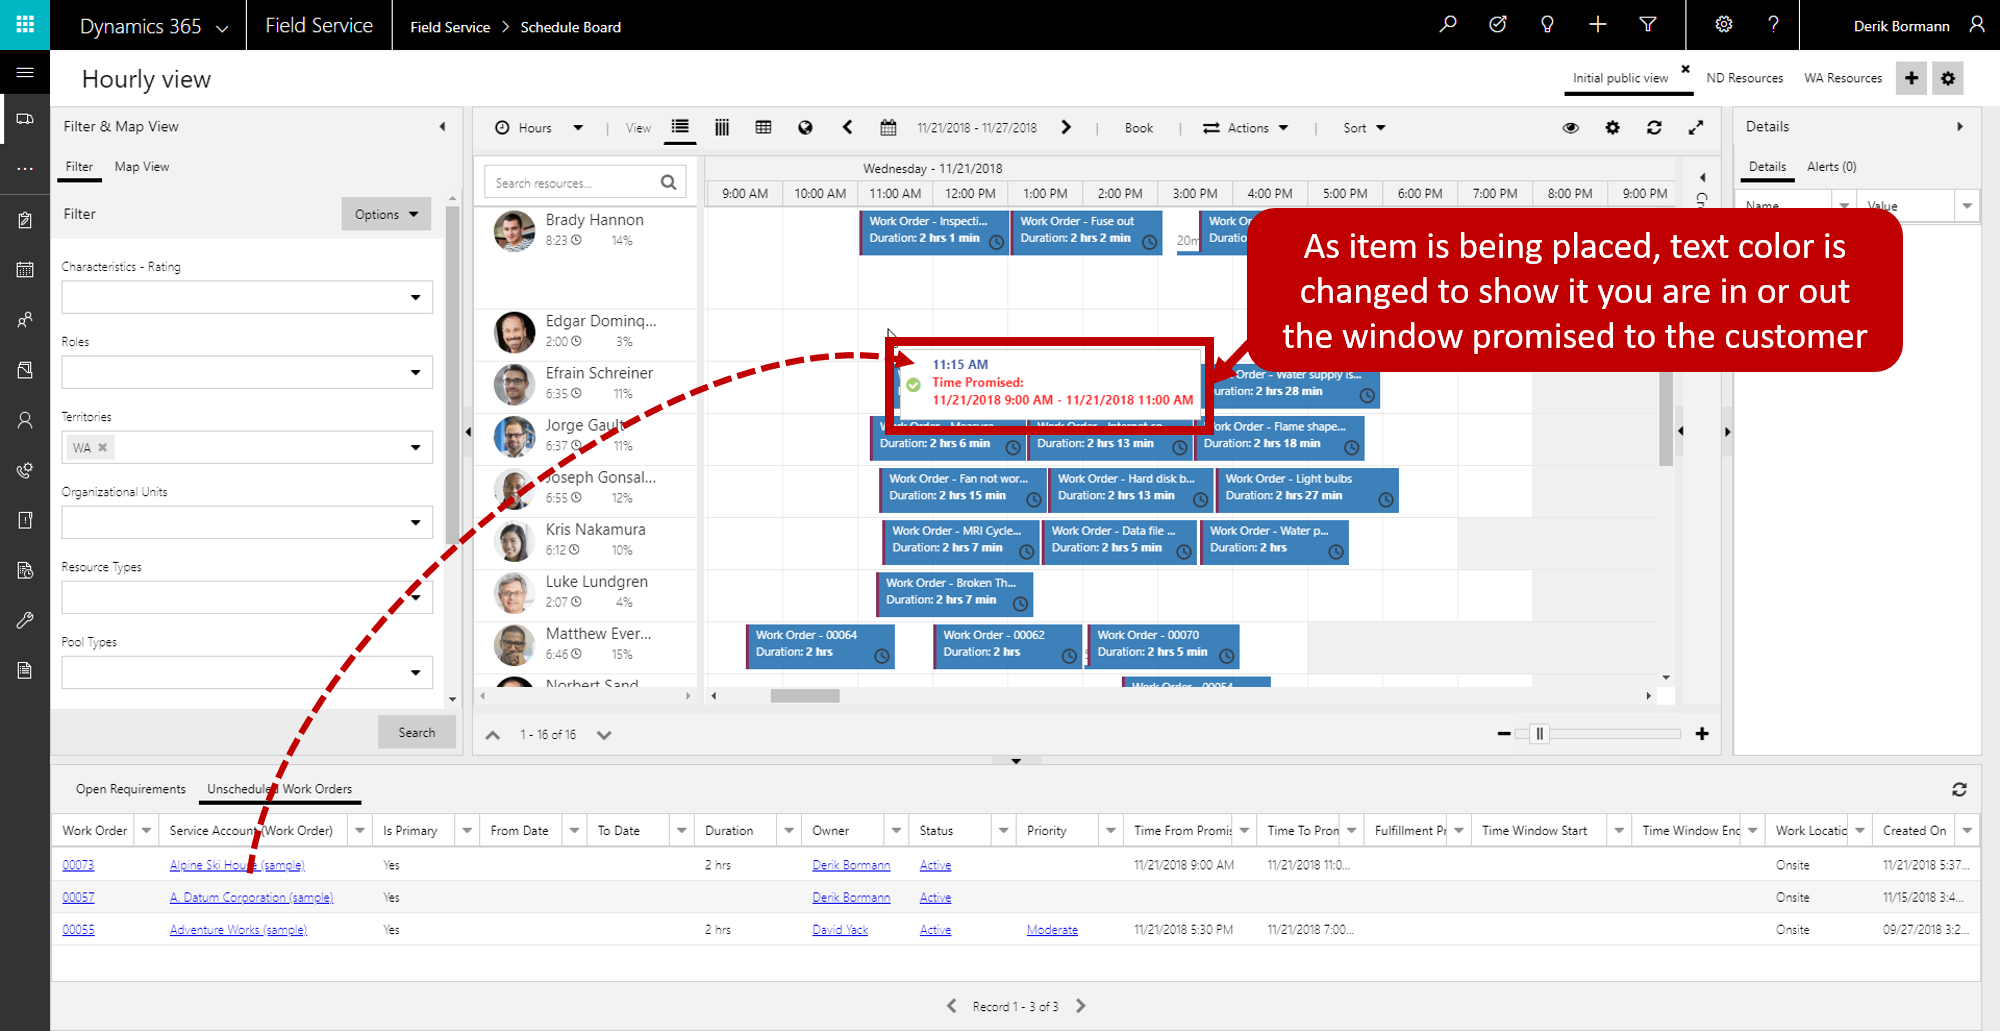 Dynamics 365
Field Service
Field Service > Schedule Board
Derik Bormann
Hourly view
Initial public view
ND Resources
WA Resources
Filter & Map View
Filter
Map View
Filter
Options
Characteristics - Rating
Roles
Territories
WA
Organizational Units
Resource Types
Pool Types
Search
Hours
View
11/21/2018 - 11/27/2018
Book
Actions
Sort
Search resources...
Wednesday - 11/21/2018
9:00 AM 10:00 AM 11:00 AM 12:00 PM 1:00 PM 2:00 PM 3:00 PM 4:00 PM 5:00 PM 6:00 PM 7:00 PM 8:00 PM 9:00 PM
Brady Hannon
8:23 14%
Work Order - Inspecti...
Duration: 2 hrs 1 min
Work Order - Fuse out
Duration: 2 hrs 2 min
20m
Work Or
Duratio
Edgar Doming...
2:00 3%
Efrain Schreiner
6:35 11%
11:15 AM
Time Promised:
11/21/2018 9:00 AM - 11/21/2018 11:00 AM
Order - Water supply is...
uration: 2 hrs 28 min
Jorge Gault
6:37 11%
Work Order - Measure
Duration: 2 hrs 6 min
Work Order - Internet co
Duration: 2 hrs 13 min
ork Order - Flame shape...
Duration: 2 hrs 18 min
Joseph Gonsal...
6:55 12%
Work Order - Fan not wor...
Duration: 2 hrs 15 min
Work Order - Hard disk b...
Duration: 2 hrs 13 min
Work Order - Light bulbs
Duration: 2 hrs 27 min
Kris Nakamura
6:12 10%
Work Order - MRI Cycle...
Duration: 2 hrs 7 min
Work Order - Data file ...
Duration: 2 hrs 5 min
Work Order - Water p...
Duration: 2 hrs
Luke Lundgren
2:07 4%
Work Order - Broken Th...
Duration: 2 hrs 7 min
Matthew Ever...
6:46 15%
Work Order - 00064
Duration: 2 hrs
Work Order - 00062
Duration: 2 hrs
Work Order - 00070
Duration: 2 hrs 5 min
Norbert Sand
Work Order - 00054
1 - 16 of 16
As item is being placed, text color is
changed to show it you are in or out
the window promised to the customer
Details
Details
Alerts (0)
Name
Value
Open Requirements
Unscheduled Work Orders
Work Order Service Account (Work Order) Is Primary From Date To Date Duration Owner Status Priority Time From Promis Time To Pron Fulfillment Pr Time Window Start Time Window End Work Locatic Created On
00073 Alpine Ski House (sample) Yes 2 hrs Derik Bormann Active 11/21/2018 9:00 AM 11/21/2018 11:0... Onsite 11/21/2018 5:37...
00057 A. Datum Corporation (sample) Yes Derik Bormann Active Onsite 11/15/2018 3:4...
00055 Adventure Works (sample) Yes 2 hrs David Yack Active Moderate 11/21/2018 5:30 PM 11/21/2018 7:00... Onsite 09/27/2018 3:2...
Record 1 - 3 of 3